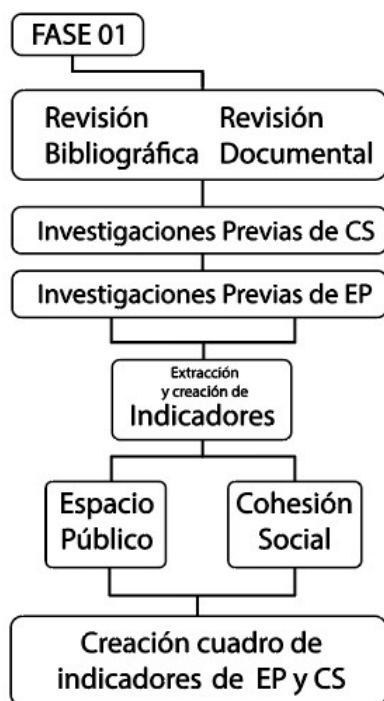 FASE 01
Revisión Bibliográfica
Revisión Documental
Investigaciones Previas de CS
Investigaciones Previas de EP
Extracción
y creación de
Indicadores
Espacio
Público
Cohesión
Social
Creación cuadro de
indicadores de EP y CS